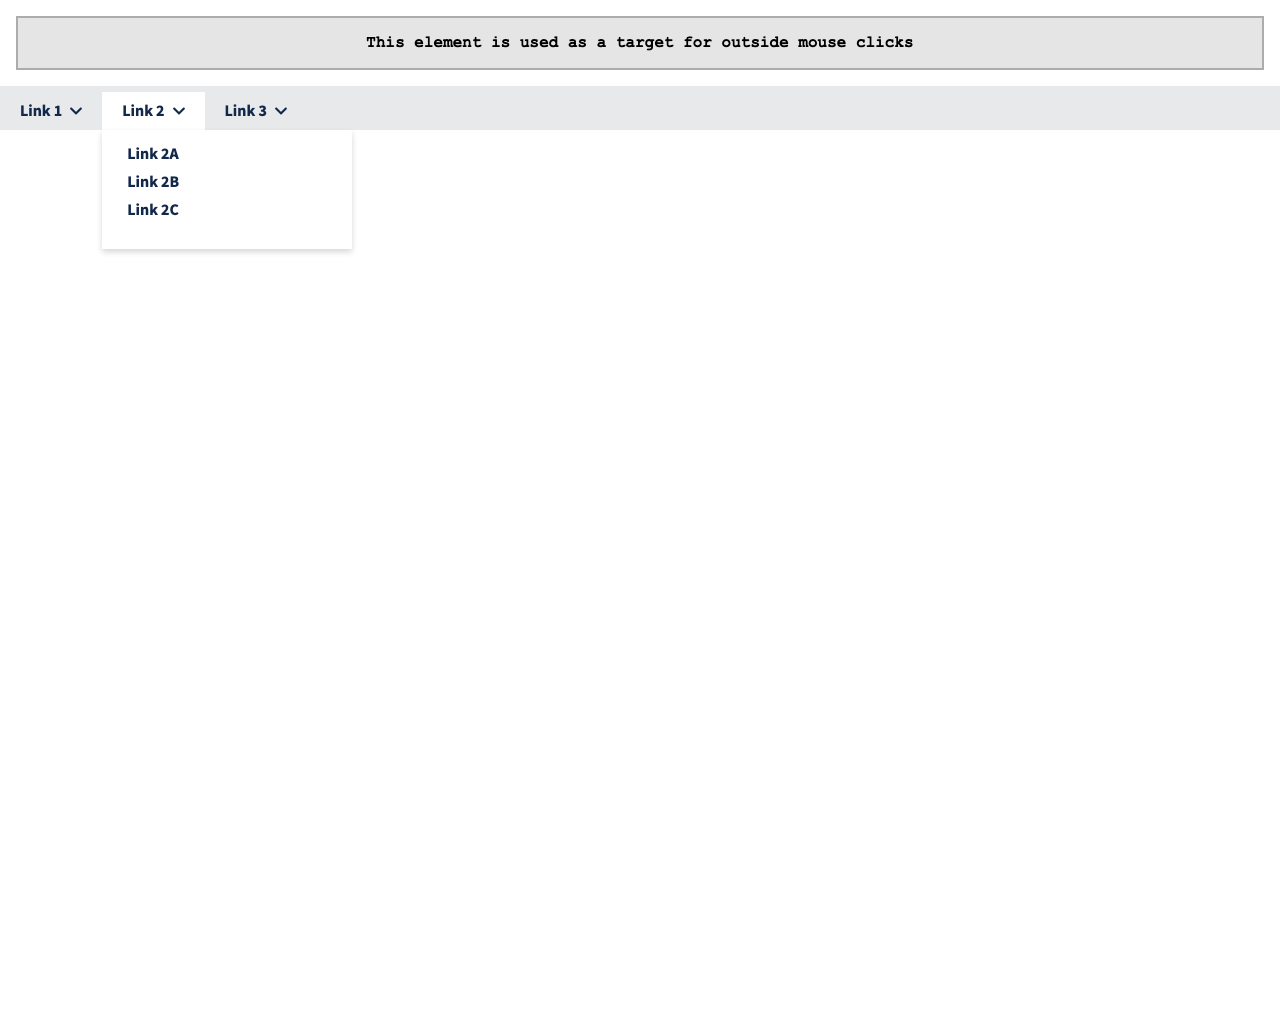 This element is used as a target for outside mouse clicks
Link 1 Link 2 Link 3
Link 2A
Link 2B
Link 2C